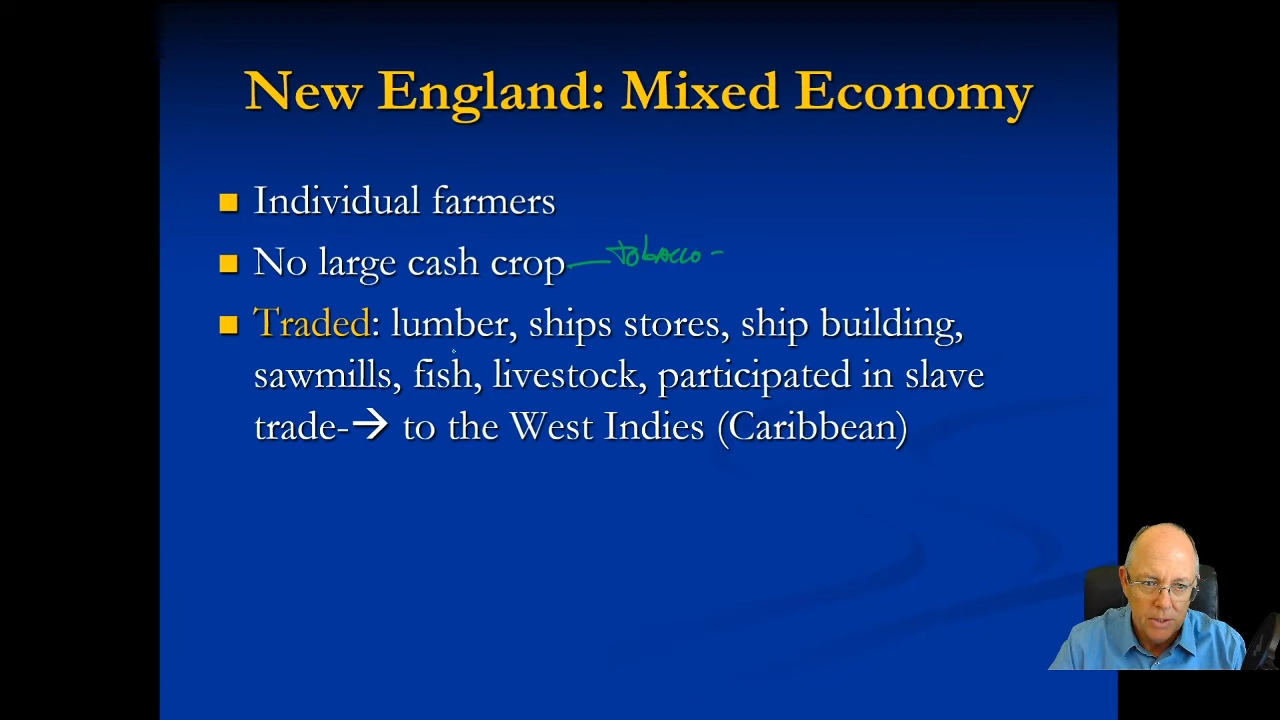 New England: Mixed Economy
Individual farmers
No large cash crop — tobacco -
Traded: lumber, ships stores, ship building,
sawmills, fish, livestock, participated in slave
trade-→ to the West Indies (Caribbean)